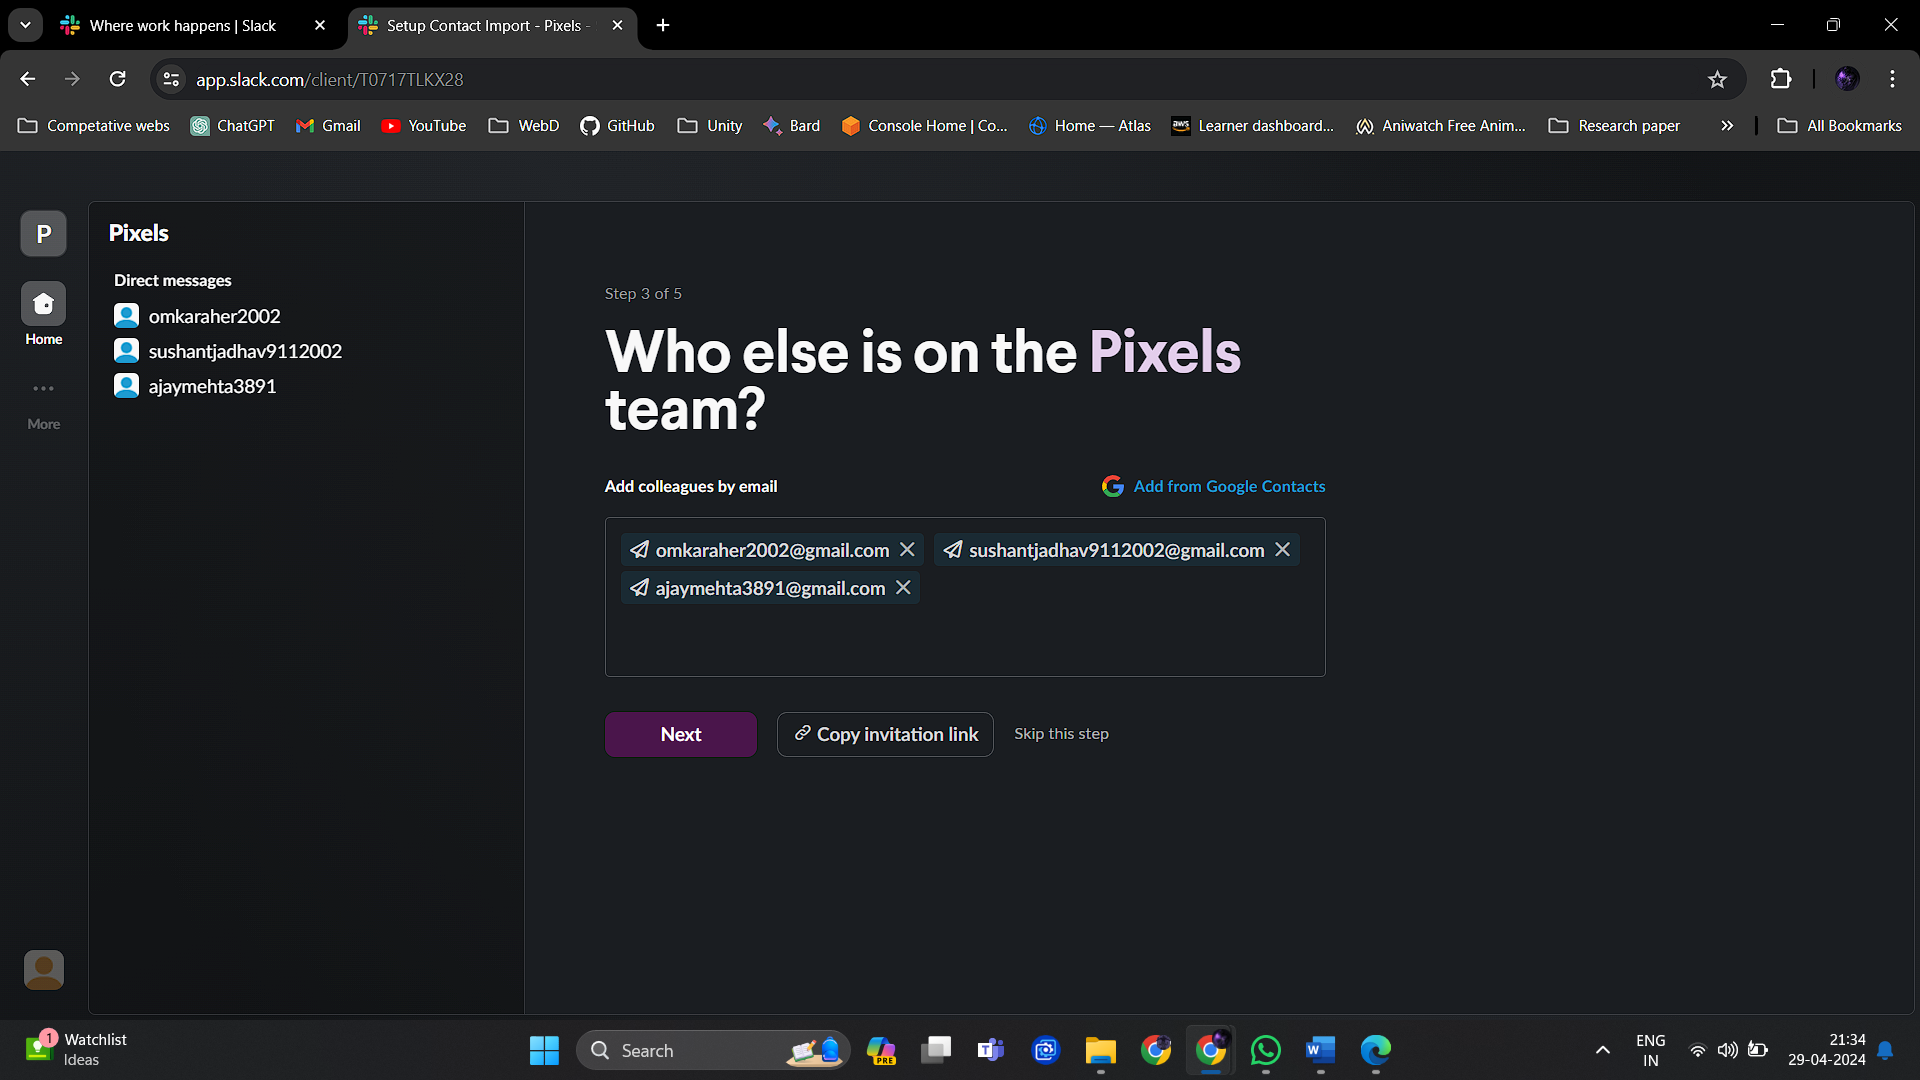 Where work happens | Slack
Setup Contact Import - Pixels -
app.slack.com/client/T0717TLKX28
Competative webs
ChatGPT
Gmail
YouTube
WebD
GitHub
Unity
Bard
Console Home | Co...
Home — Atlas
aws
Learner dashboard...
Aniwatch Free Anim...
Research paper
All Bookmarks
P
Home
More
Pixels
Direct messages
omkaraher2002
sushantjadhav9112002
ajaymehta3891
Step 3 of 5
Who else is on the Pixels
team?
Add colleagues by email
Add from Google Contacts
omkaraher2002@gmail.com
sushantjadhav9112002@gmail.com
ajaymehta3891@gmail.com
Next
Copy invitation link
Skip this step
1
Watchlist
Ideas
Search
PRE
T
W
ENG
IN
21:34
29-04-2024